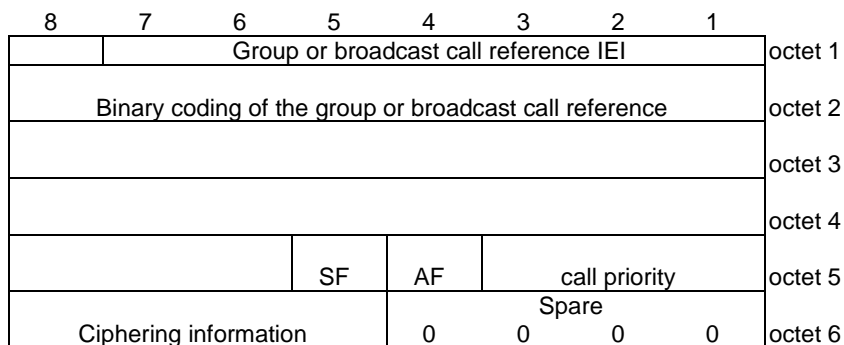 8 7 6 5 4 3 2 1
Group or broadcast call reference IEI octet 1
Binary coding of the group or broadcast call reference octet 2
octet 3
octet 4
SF AF call priority octet 5
Spare
Ciphering information 0 0 0 0 octet 6